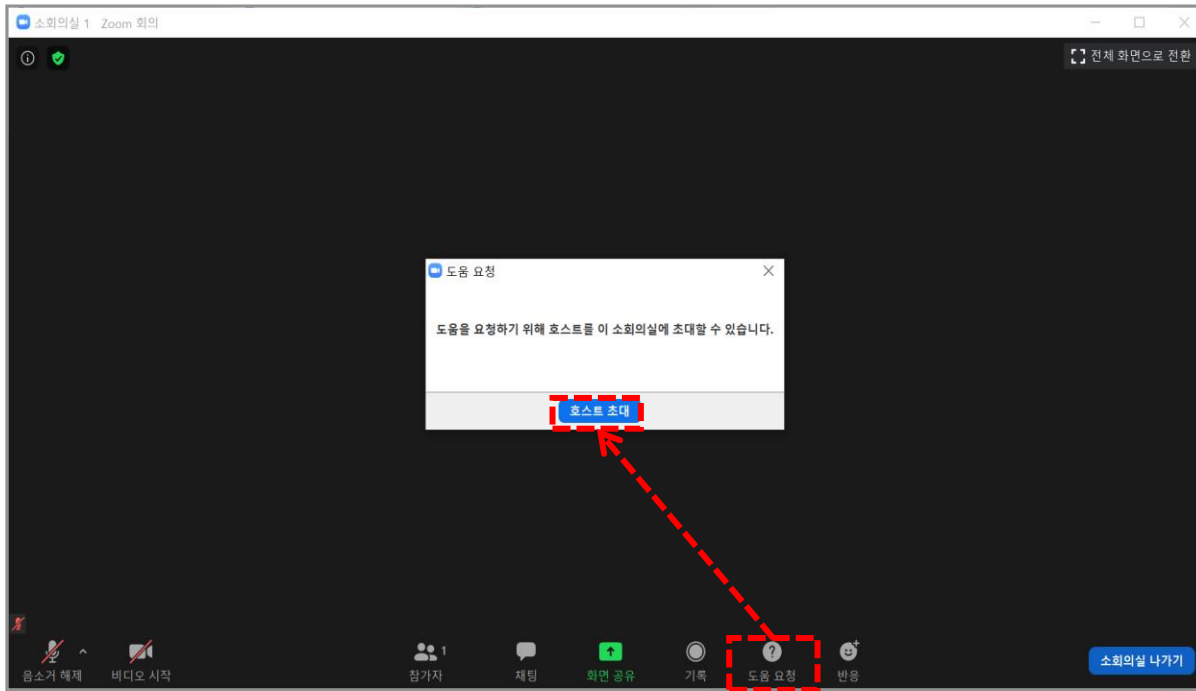 소회의실 1 Zoom 회의
전체 화면으로 전환
도움 요청
도움을 요청하기 위해 호스트를 이 소회의실에 초대할 수 있습니다.
호스트 초대
음소거 해제
비디오 시작
1
참가자
채팅
화면 공유
기록
도움 요청
반응
소회의실 나가기